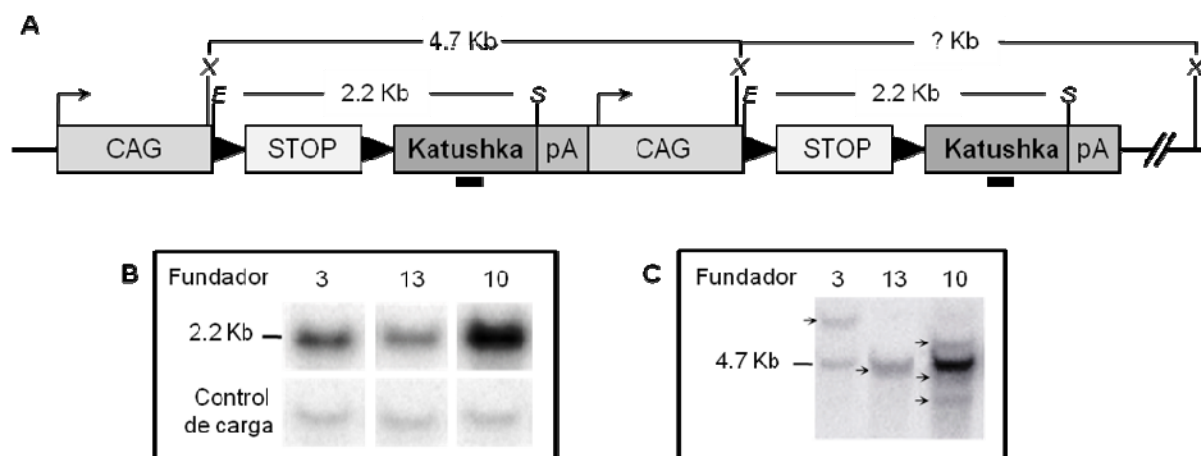 A
4.7 Kb ? Kb
X X X
E 2.2 Kb S E 2.2 Kb S
CAG STOP Katushka pA CAG STOP Katushka pA
B Fundador 3 13 10
2.2 Kb
Control
de carga
C Fundador 3 13 10
4.7 Kb